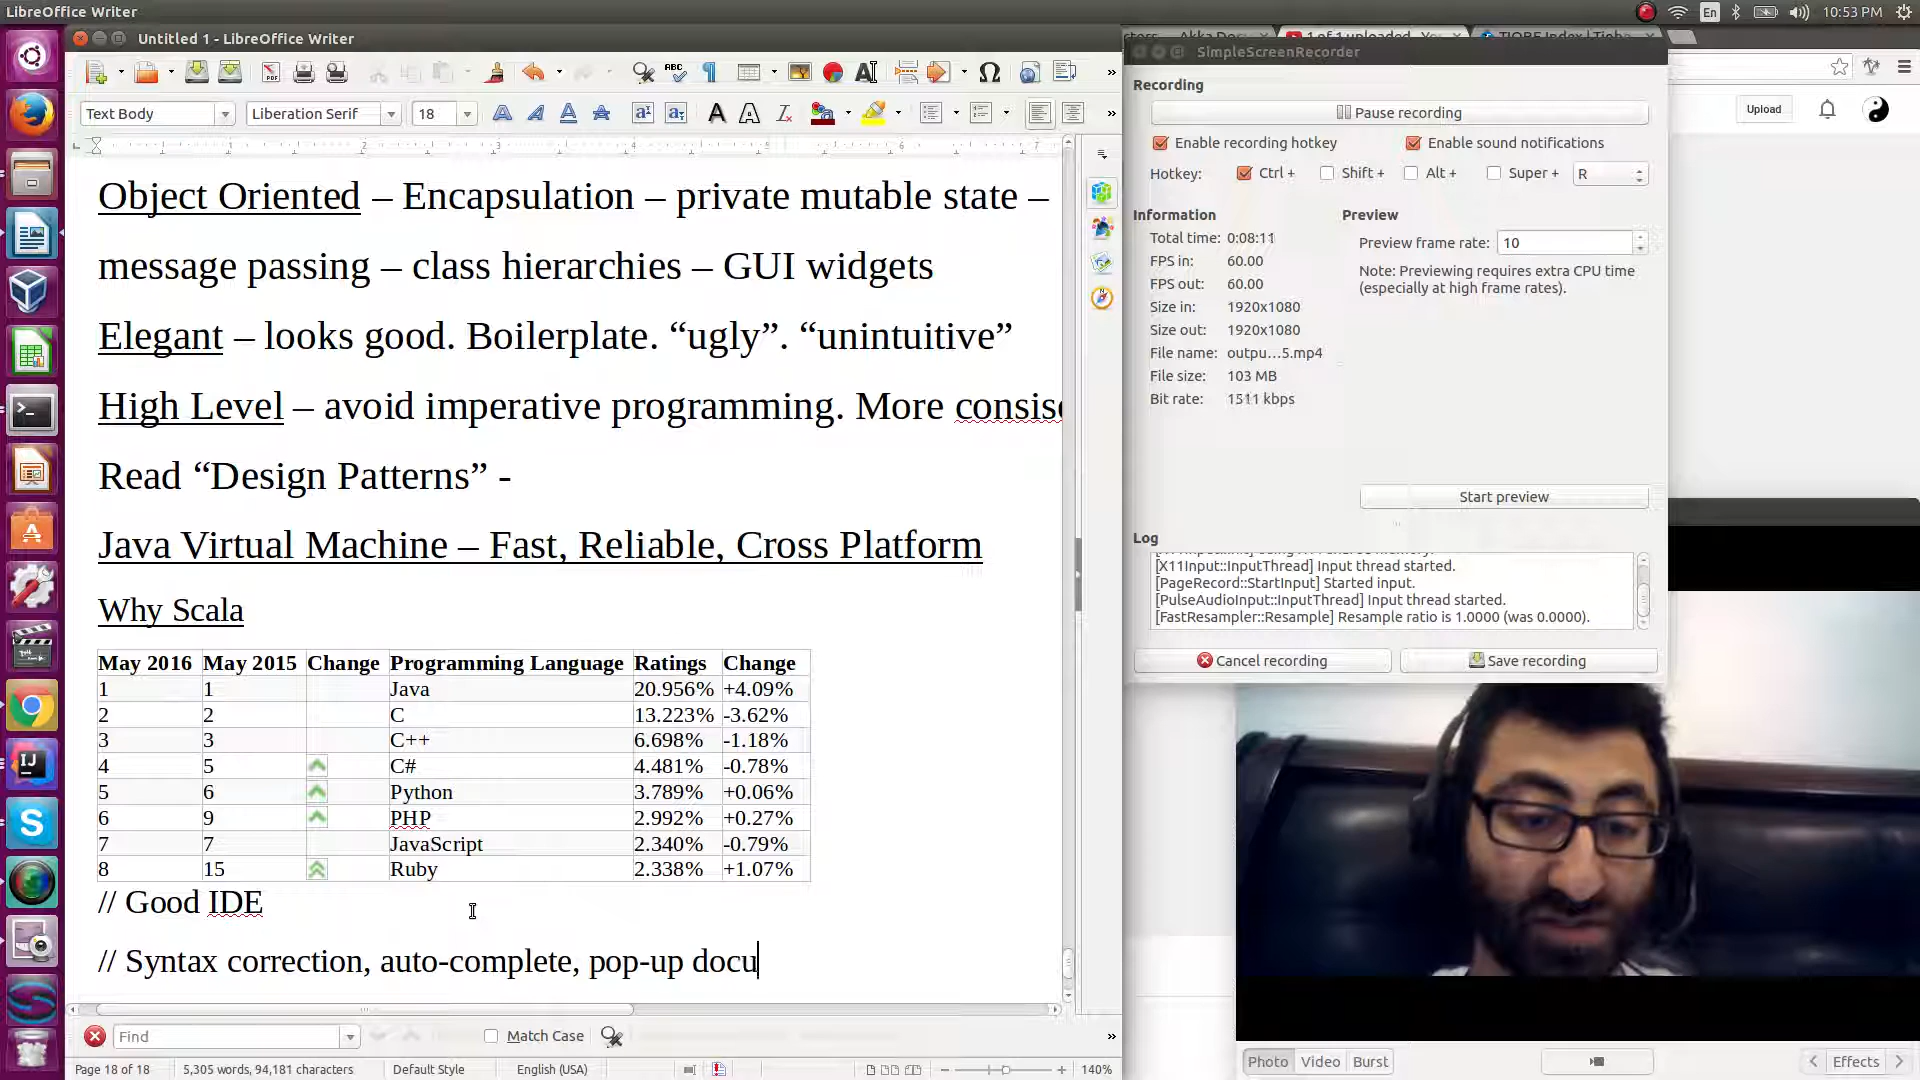 LibreOffice Writer
En
10:53 PM
Untitled 1 - LibreOffice Writer
Text Body
Liberation Serif
18
Object Oriented – Encapsulation – private mutable state –
message passing – class hierarchies – GUI widgets
Elegant – looks good. Boilerplate. “ugly”. “unintuitive”
High Level – avoid imperative programming. More consise
Read “Design Patterns” -
Java Virtual Machine – Fast, Reliable, Cross Platform
Why Scala
May 2016 May 2015 Change Programming Language Ratings Change
1 1 Java 20.956% +4.09%
2 2 C 13.223% -3.62%
3 3 C++ 6.698% -1.18%
4 5 C# 4.481% -0.78%
5 6 Python 3.789% +0.06%
6 9 PHP 2.992% +0.27%
7 7 JavaScript 2.340% -0.79%
8 15 Ruby 2.338% +1.07%
// Good IDE
// Syntax correction, auto-complete, pop-up docu
Find
Match Case
Page 18 of 18
5,305 words, 94,181 characters
Default Style
English (USA)
140%
SimpleScreenRecorder
Recording
Pause recording
Enable recording hotkey
Enable sound notifications
Hotkey: Ctrl + Shift + Alt + Super + R
Information
Total time: 0:08:11
FPS in: 60.00
FPS out: 60.00
Size in: 1920x1080
Size out: 1920x1080
File name: outpu...5.mp4
File size: 103 MB
Bit rate: 1511 kbps
Preview
Preview frame rate: 10
Note: Previewing requires extra CPU time
(especially at high frame rates).
Start preview
Log
[X11Input::InputThread] Input thread started.
[PageRecord::StartInput] Started input.
[PulseAudioInput::InputThread] Input thread started.
[FastResampler::Resample] Resample ratio is 1.0000 (was 0.0000).
Cancel recording
Save recording
Upload
Photo
Video
Burst
Effects